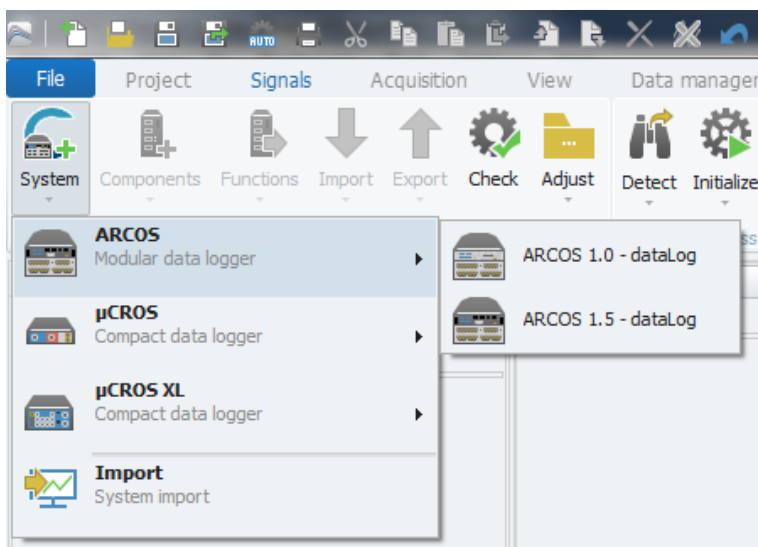 AUTO
File Project Signals Acquisition View Data manager
System Components Functions Import Export Check Adjust Detect Initialize
ARCOS
Modular data logger
ARCOS 1.0 - dataLog
ARCOS 1.5 - dataLog
µCROS
Compact data logger
µCROS XL
Compact data logger
Import
System import